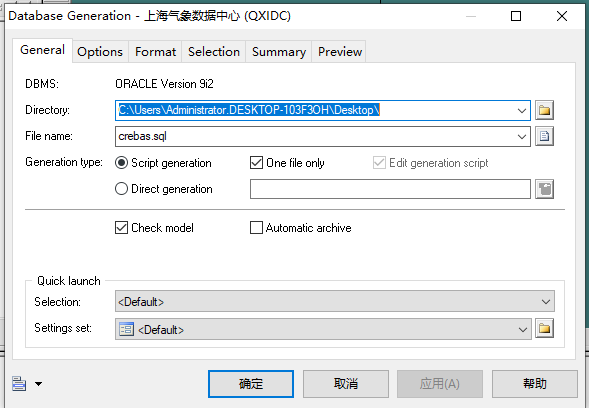 Database Generation - 上海气象数据中心 (QXIDC)
General Options Format Selection Summary Preview
DBMS: ORACLE Version 9i2
Directory: C:\Users\Administrator.DESKTOP-103F3OH\Desktop\
File name: crebas.sql
Generation type: Script generation One file only Edit generation script
Direct generation
Check model Automatic archive
Quick launch
Selection: <Default>
Settings set: <Default>
确定 取消 应用(A) 帮助